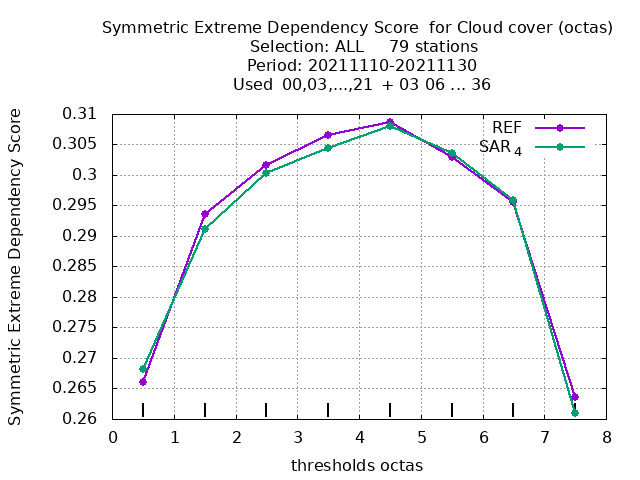 Symmetric Extreme Dependency Score  for Cloud cover (octas)
Selection: ALL     79 stations
Period: 20211110-20211130
Used  00,03,...,21  + 03 06 ... 36
Symmetric Extreme Dependency Score
0.31
0.305
0.3
0.295
0.29
0.285
0.28
0.275
0.27
0.265
0.26
REF
SAR 4
0 1 2 3 4 5 6 7 8
thresholds octas